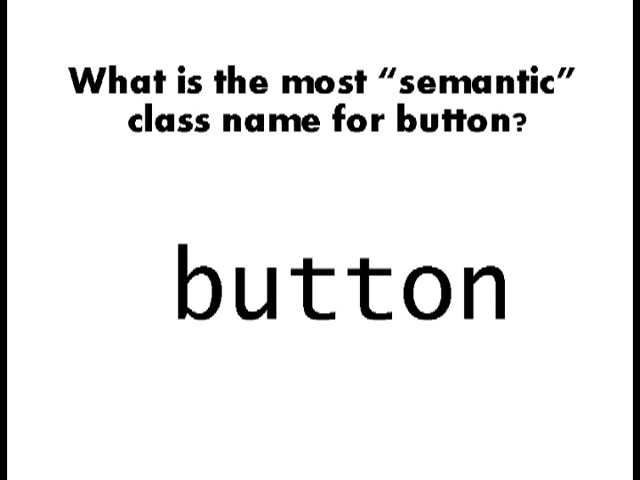 What is the most “semantic”
class name for button?
button